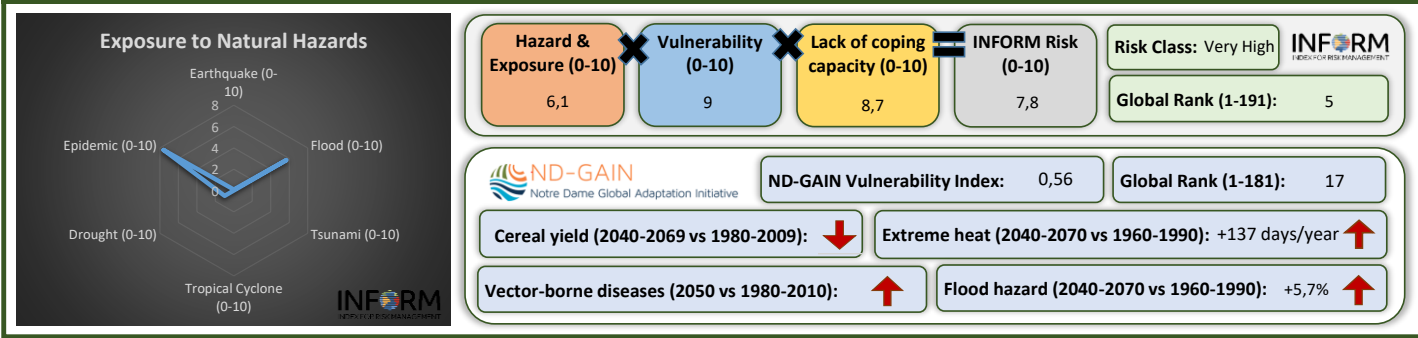 Exposure to Natural Hazards
Earthquake (0-
10)
8
6
4
2
0
Epidemic (0-10)
Flood (0-10)
Drought (0-10)
Tsunami (0-10)
Tropical Cyclone
(0-10)
INFORM
INDEX FOR RISK MANAGEMENT
Hazard &
Exposure (0-10)
6,1
Vulnerability
(0-10)
9
Lack of coping
capacity (0-10)
8,7
INFORM Risk
(0-10)
7,8
Risk Class: Very High
INFORM
INDEX FOR RISK MANAGEMENT
Global Rank (1-191): 5
ND-GAIN
Notre Dame Global Adaptation Initiative
ND-GAIN Vulnerability Index: 0,56
Global Rank (1-181): 17
Cereal yield (2040-2069 vs 1980-2009):
Extreme heat (2040-2070 vs 1960-1990): +137 days/year
Vector-borne diseases (2050 vs 1980-2010):
Flood hazard (2040-2070 vs 1960-1990): +5,7%